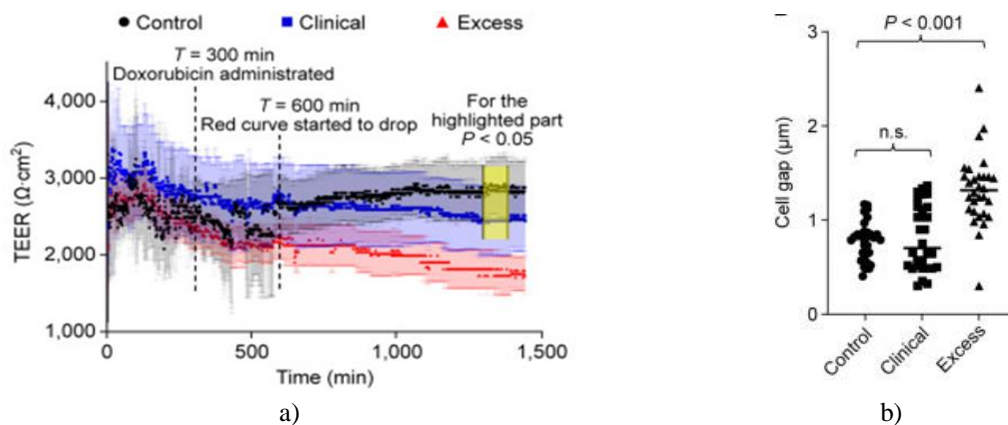 Control Clinical Excess
T = 300 min
Doxorubicin administrated
T = 600 min
Red curve started to drop
For the
highlighted part
P < 0.05
TEER (Ω·cm²)
4,000
3,000
2,000
1,000
0 500 1,000 1,500
Time (min)
a)
P < 0.001
n.s.
Cell gap (µm)
3
2
1
0
Control Clinical Excess
b)